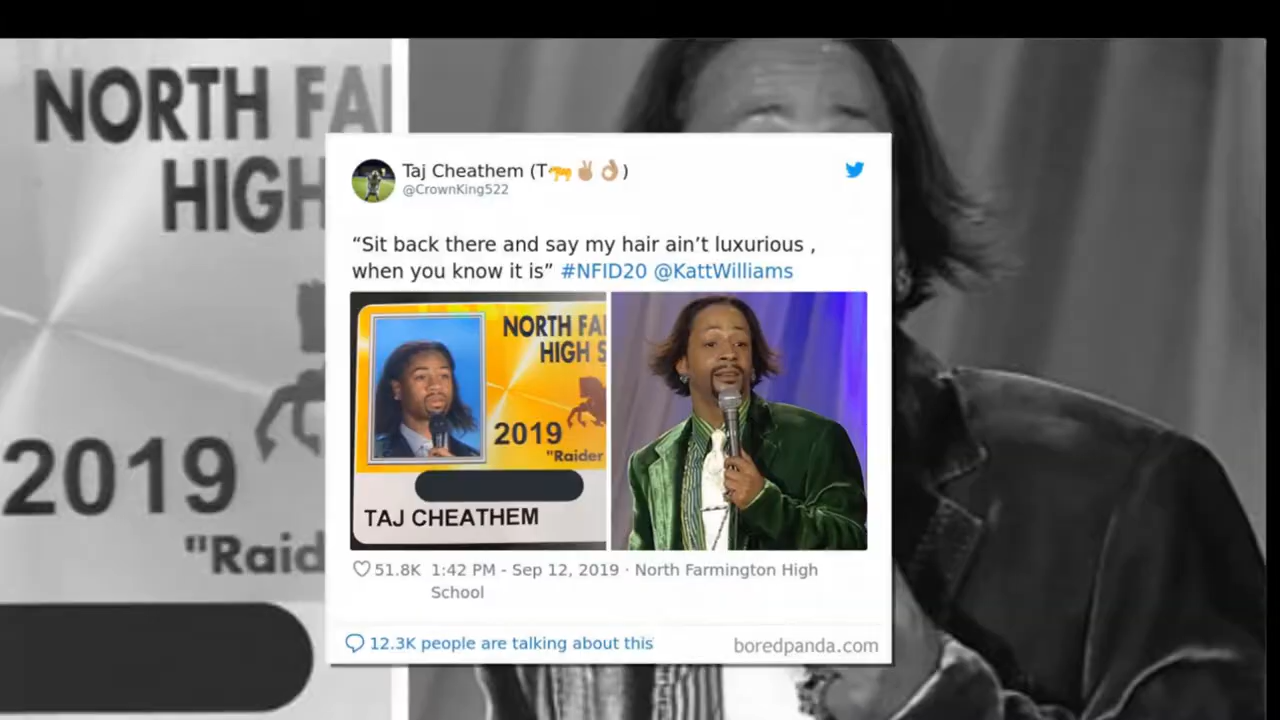 NORTH FA
HIGH
2019
"Raid
Taj Cheathem (T🐅✌🏽👌🏽)
@CrownKing522
“Sit back there and say my hair ain’t luxurious ,
when you know it is” #NFID20 @KattWilliams
NORTH FA
HIGH S
2019
"Raider
TAJ CHEATHEM
51.8K 1:42 PM - Sep 12, 2019 · North Farmington High
School
12.3K people are talking about this
boredpanda.com